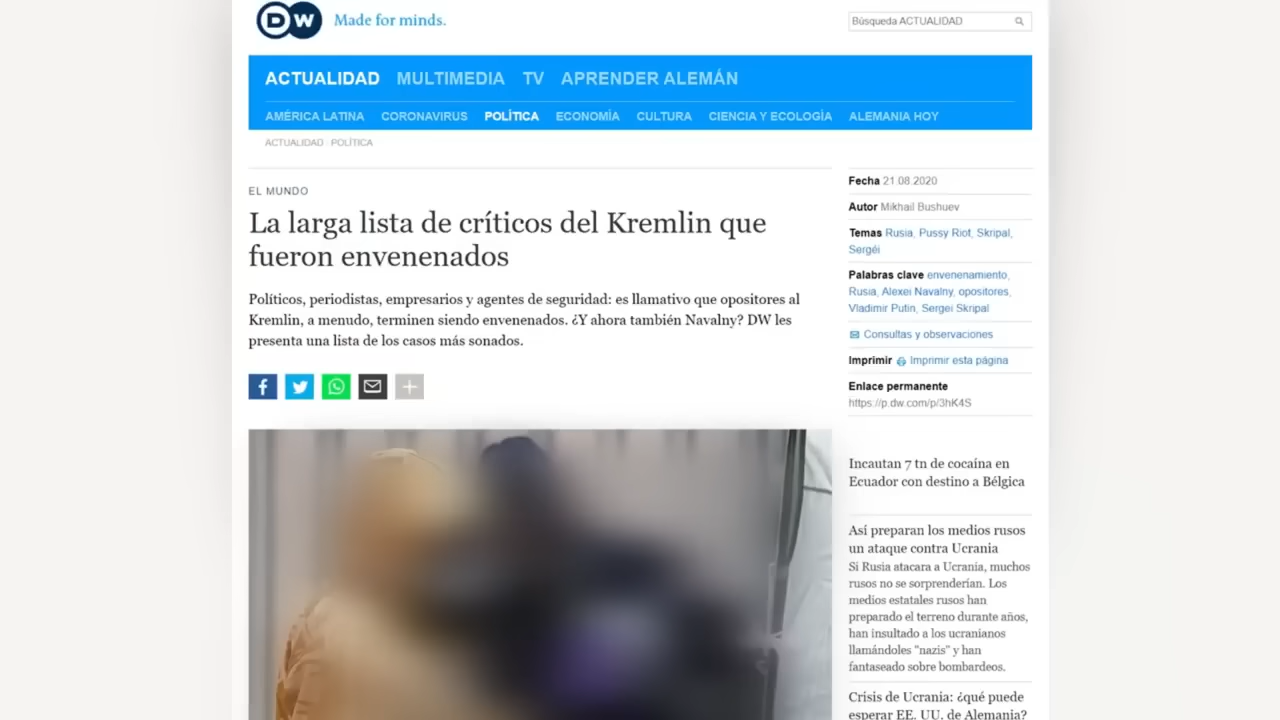 DW Made for minds.
Búsqueda ACTUALIDAD
ACTUALIDAD MULTIMEDIA TV APRENDER ALEMÁN
AMÉRICA LATINA CORONAVIRUS POLÍTICA ECONOMÍA CULTURA CIENCIA Y ECOLOGÍA ALEMANIA HOY
ACTUALIDAD POLÍTICA
EL MUNDO
La larga lista de críticos del Kremlin que
fueron envenenados
Políticos, periodistas, empresarios y agentes de seguridad: es llamativo que opositores al
Kremlin, a menudo, terminen siendo envenenados. ¿Y ahora también Navalny? DW les
presenta una lista de los casos más sonados.
Fecha 21.08.2020
Autor Mikhail Bushuev
Temas Rusia, Pussy Riot, Skripal,
Sergéi
Palabras clave envenenamiento,
Rusia, Alexei Navalny, opositores,
Vladimir Putin, Sergei Skripal
Consultas y observaciones
Imprimir Imprimir esta página
Enlace permanente
https://p.dw.com/p/3hK4S
Incautan 7 tn de cocaína en
Ecuador con destino a Bélgica
Así preparan los medios rusos
un ataque contra Ucrania
Si Rusia atacara a Ucrania, muchos
rusos no se sorprenderían. Los
medios estatales rusos han
preparado el terreno durante años,
han insultado a los ucranianos
llamándoles "nazis" y han
fantaseado sobre bombardeos.
Crisis de Ucrania: ¿qué puede
esperar EE. UU. de Alemania?